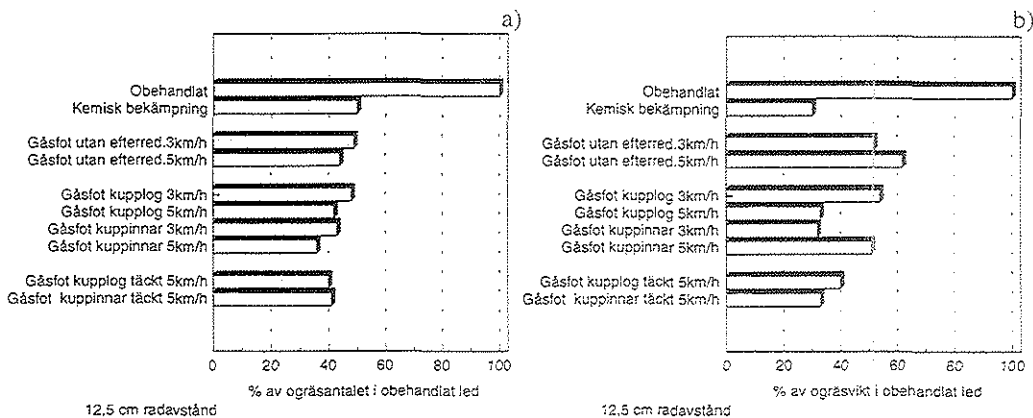 a)
Obehandlat
Kemisk bekämpning
Gåsfot utan efterred.3km/h
Gåsfot utan efterred.5km/h
Gåsfot kupplog 3km/h
Gåsfot kupplog 5km/h
Gåsfot kuppinnar 3km/h
Gåsfot kuppinnar 5km/h
Gåsfot kupplog täckt 5km/h
Gåsfot kuppinnar täckt 5km/h
0 20 40 60 80 100
% av ogräsantalet i obehandlat led
12,5 cm radavstånd
b)
Obehandlat
Kemisk bekämpning
Gåsfot utan efterred.3km/h
Gåsfot utan efterred.5km/h
Gåsfot kupplog 3km/h
Gåsfot kupplog 5km/h
Gåsfot kuppinnar 3km/h
Gåsfot kuppinnar 5km/h
Gåsfot kupplog täckt 5km/h
Gåsfot kuppinnar täckt 5km/h
0 20 40 60 80 100
% av ogräsvikt i obehandlat led
12,5 cm radavstånd